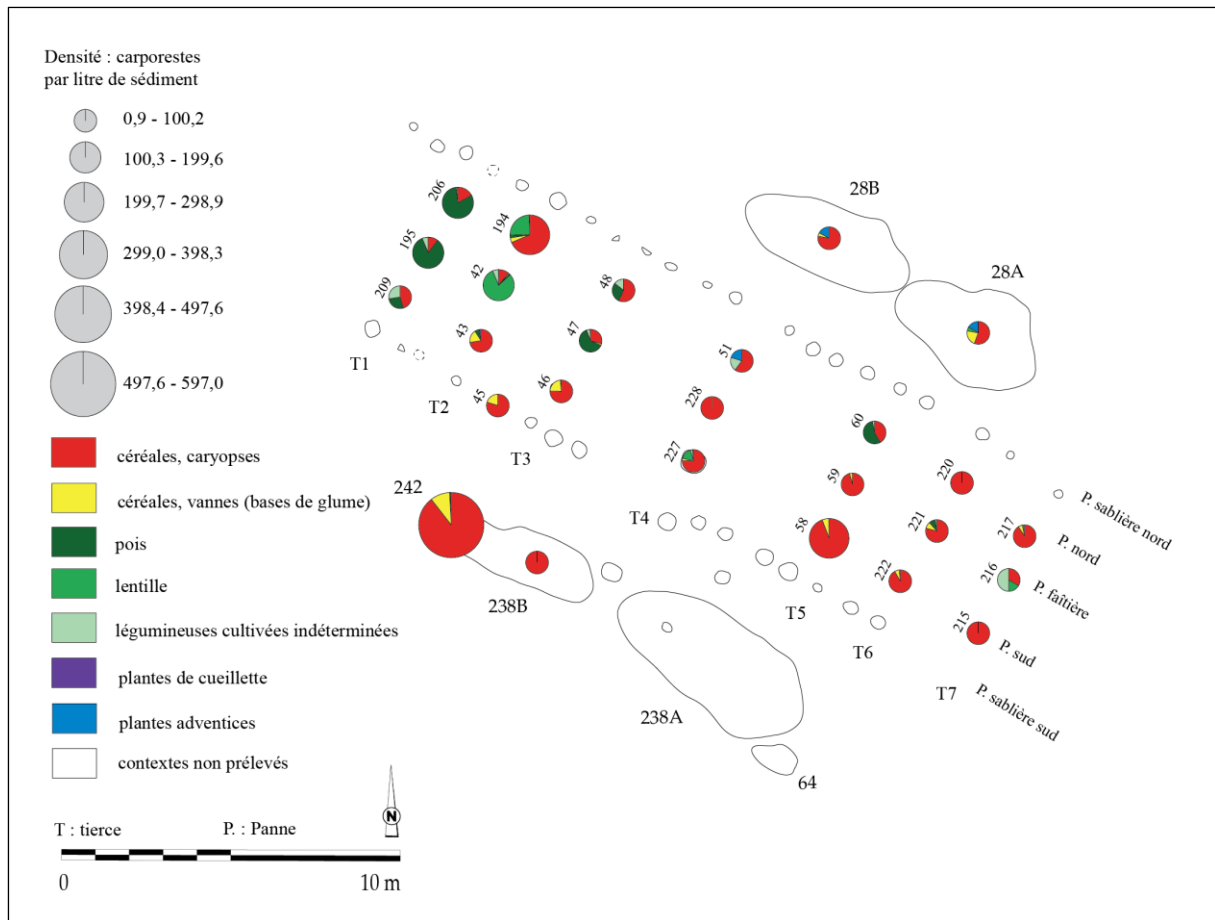 Densité : carporestes
par litre de sédiment
0,9 - 100,2
100,3 - 199,6
199,7 - 298,9
299,0 - 398,3
398,4 - 497,6
497,6 - 597,0
céréales, caryopses
céréales, vannes (bases de glume)
pois
lentille
légumineuses cultivées indéterminées
plantes de cueillette
plantes adventices
contextes non prélevés
T : tierce
P. : Panne
N
0
10 m
206
194
195
42
209
48
43
47
T1
45
46
T2
T3
28B
28A
51
228
227
60
59
220
T4
58
221
217
222
216
215
242
238B
T5
T6
T7
238A
64
P. sablière nord
P. nord
P. faîtière
P. sud
P. sablière sud